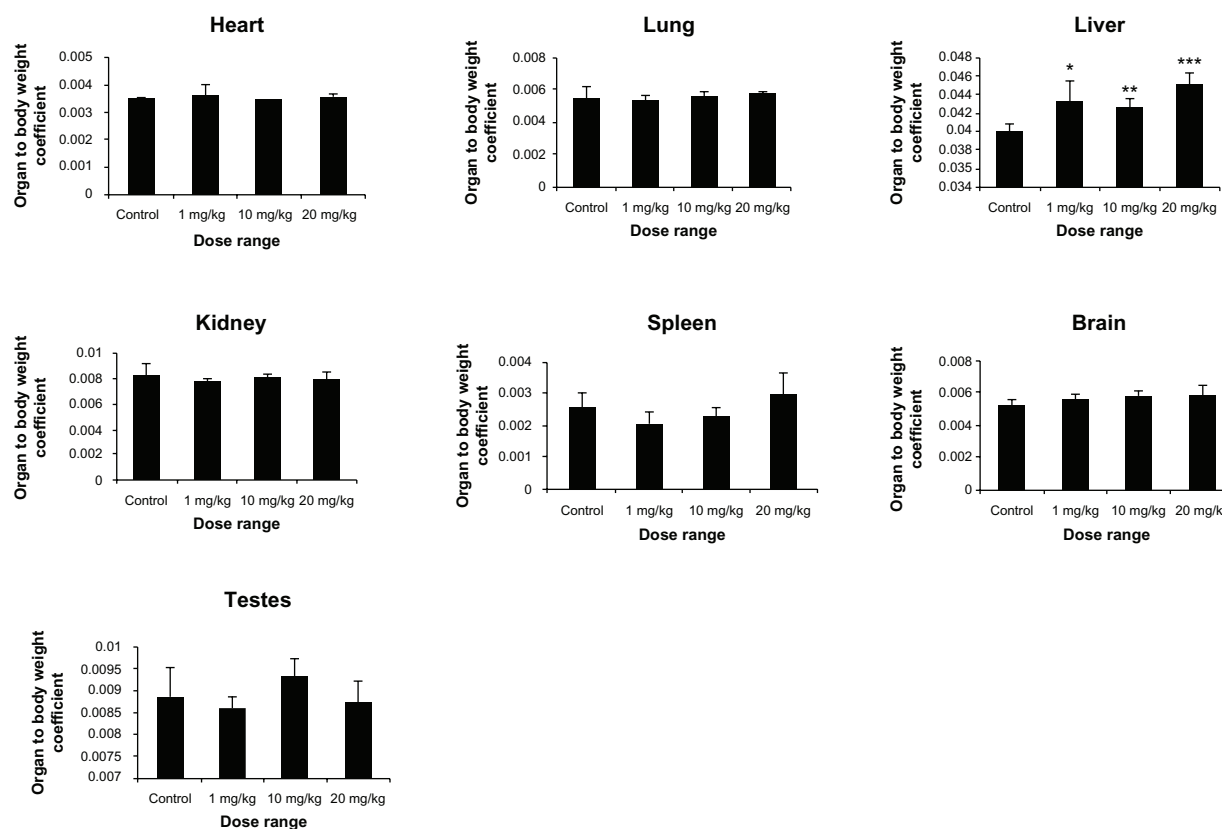 Heart
Organ to body weight
coefficient
0.005
0.004
0.003
0.002
0.001
0
Control 1 mg/kg 10 mg/kg 20 mg/kg
Dose range
Lung
Organ to body weight
coefficient
0.008
0.006
0.004
0.002
0
Control 1 mg/kg 10 mg/kg 20 mg/kg
Dose range
Liver
Organ to body weight
coefficient
0.048
0.046
0.044
0.042
0.04
0.038
0.035
0.034
* ** ***
Control 1 mg/kg 10 mg/kg 20 mg/kg
Dose range
Kidney
Organ to body weight
coefficient
0.01
0.008
0.006
0.004
0.002
0
Control 1 mg/kg 10 mg/kg 20 mg/kg
Dose range
Spleen
Organ to body weight
coefficient
0.004
0.003
0.002
0.001
0
Control 1 mg/kg 10 mg/kg 20 mg/kg
Dose range
Brain
Organ to body weight
coefficient
0.008
0.006
0.004
0.002
0
Control 1 mg/kg 10 mg/kg 20 mg/k
Dose range
Testes
Organ to body weight
coefficient
0.01
0.0095
0.009
0.0085
0.008
0.0075
0.007
Control 1 mg/kg 10 mg/kg 20 mg/kg
Dose range